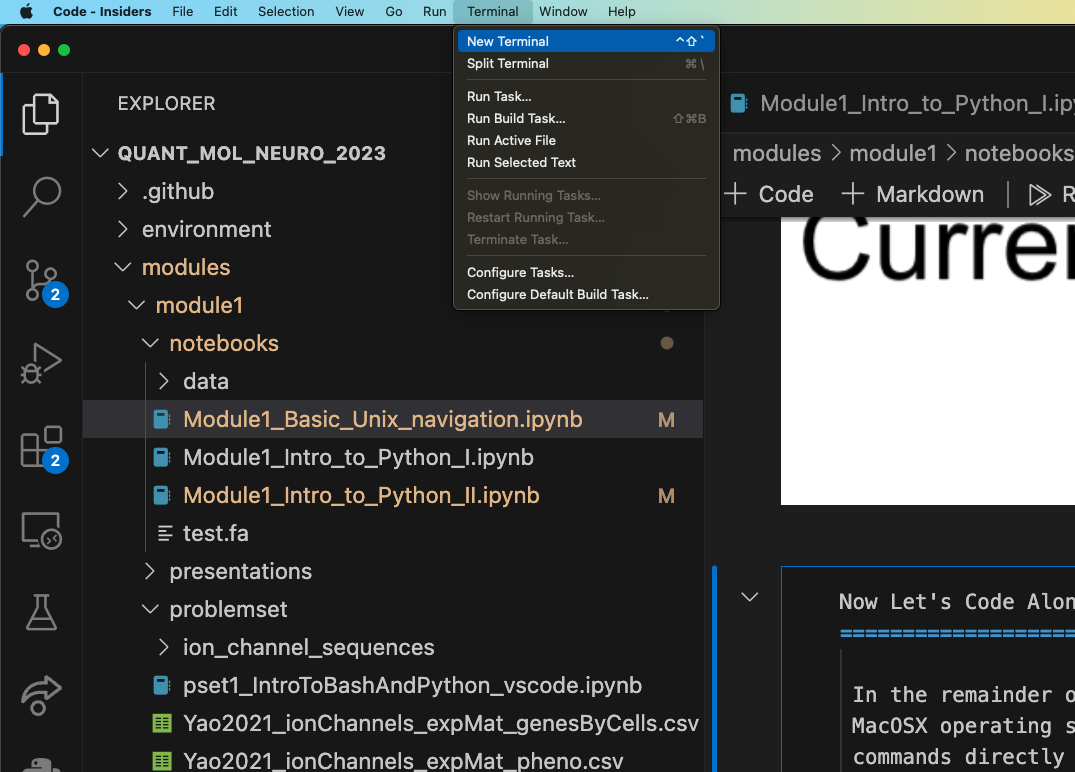 Code - Insiders File Edit Selection View Go Run Terminal Window Help
New Terminal ^⇧`
Split Terminal ⌘\
Run Task...
Run Build Task... ⇧⌘B
Run Active File
Run Selected Text
Show Running Tasks...
Restart Running Task...
Terminate Task...
Configure Tasks...
Configure Default Build Task...
EXPLORER
QUANT_MOL_NEURO_2023
.github
environment
modules
module1
notebooks
data
Module1_Basic_Unix_navigation.ipynb M
Module1_Intro_to_Python_I.ipynb
Module1_Intro_to_Python_II.ipynb M
test.fa
presentations
problemset
ion_channel_sequences
pset1_IntroToBashAndPython_vscode.ipynb
Yao2021_ionChannels_expMat_genesByCells.csv
Yao2021_ionChannels_expMat_pheno.csv
2
2
Module1_Intro_to_Python_I.ipy
modules > module1 > notebooks
+ Code + Markdown | R
Curre
Now Let's Code Alon
====================
In the remainder o
MacOSX operating s
commands directly